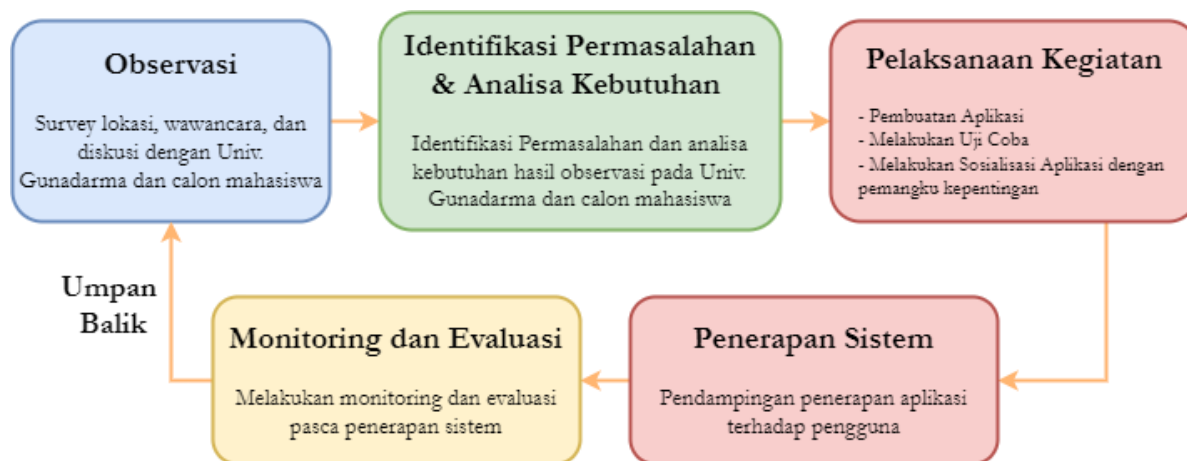 Observasi
Survey lokasi, wawancara, dan
diskusi dengan Univ.
Gunadarma dan calon mahasiswa
Identifikasi Permasalahan
& Analisa Kebutuhan
Identifikasi Permasalahan dan analisa
kebutuhan hasil observasi pada Univ.
Gunadarma dan calon mahasiswa
Pelaksanaan Kegiatan
- Pembuatan Aplikasi
- Melakukan Uji Coba
- Melakukan Sosialisasi Aplikasi dengan
pemangku kepentingan
Penerapan Sistem
Pendampingan penerapan aplikasi
terhadap pengguna
Monitoring dan Evaluasi
Melakukan monitoring dan evaluasi
pasca penerapan sistem
Umpan
Balik